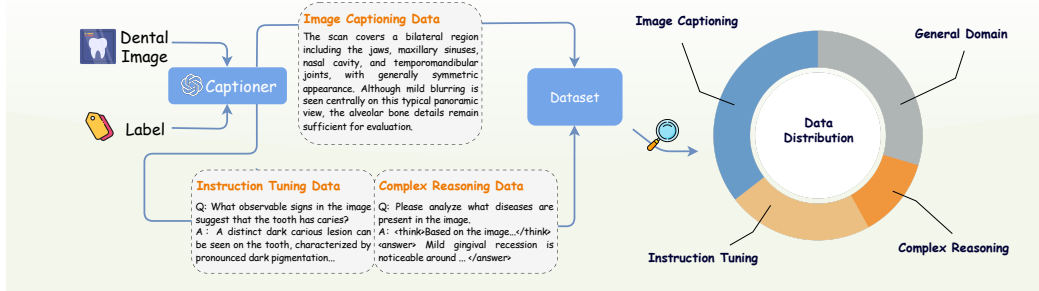 Dental
Image
Label
Captioner
Image Captioning Data
The scan covers a bilateral region
including the jaws, maxillary sinuses,
nasal cavity, and temporomandibular
joints, with generally symmetric
appearance. Although mild blurring is
seen centrally on this typical panoramic
view, the alveolar bone details remain
sufficient for evaluation.
Instruction Tuning Data
Q: What observable signs in the image
suggest that the tooth has caries?
A : A distinct dark carious lesion can
be seen on the tooth, characterized by
pronounced dark pigmentation...
Complex Reasoning Data
Q: Please analyze what diseases are
present in the image.
A: <think>Based on the image...</think>
<answer> Mild gingival recession is
noticeable around ... </answer>
Dataset
Image Captioning
General Domain
Data
Distribution
Instruction Tuning
Complex Reasoning